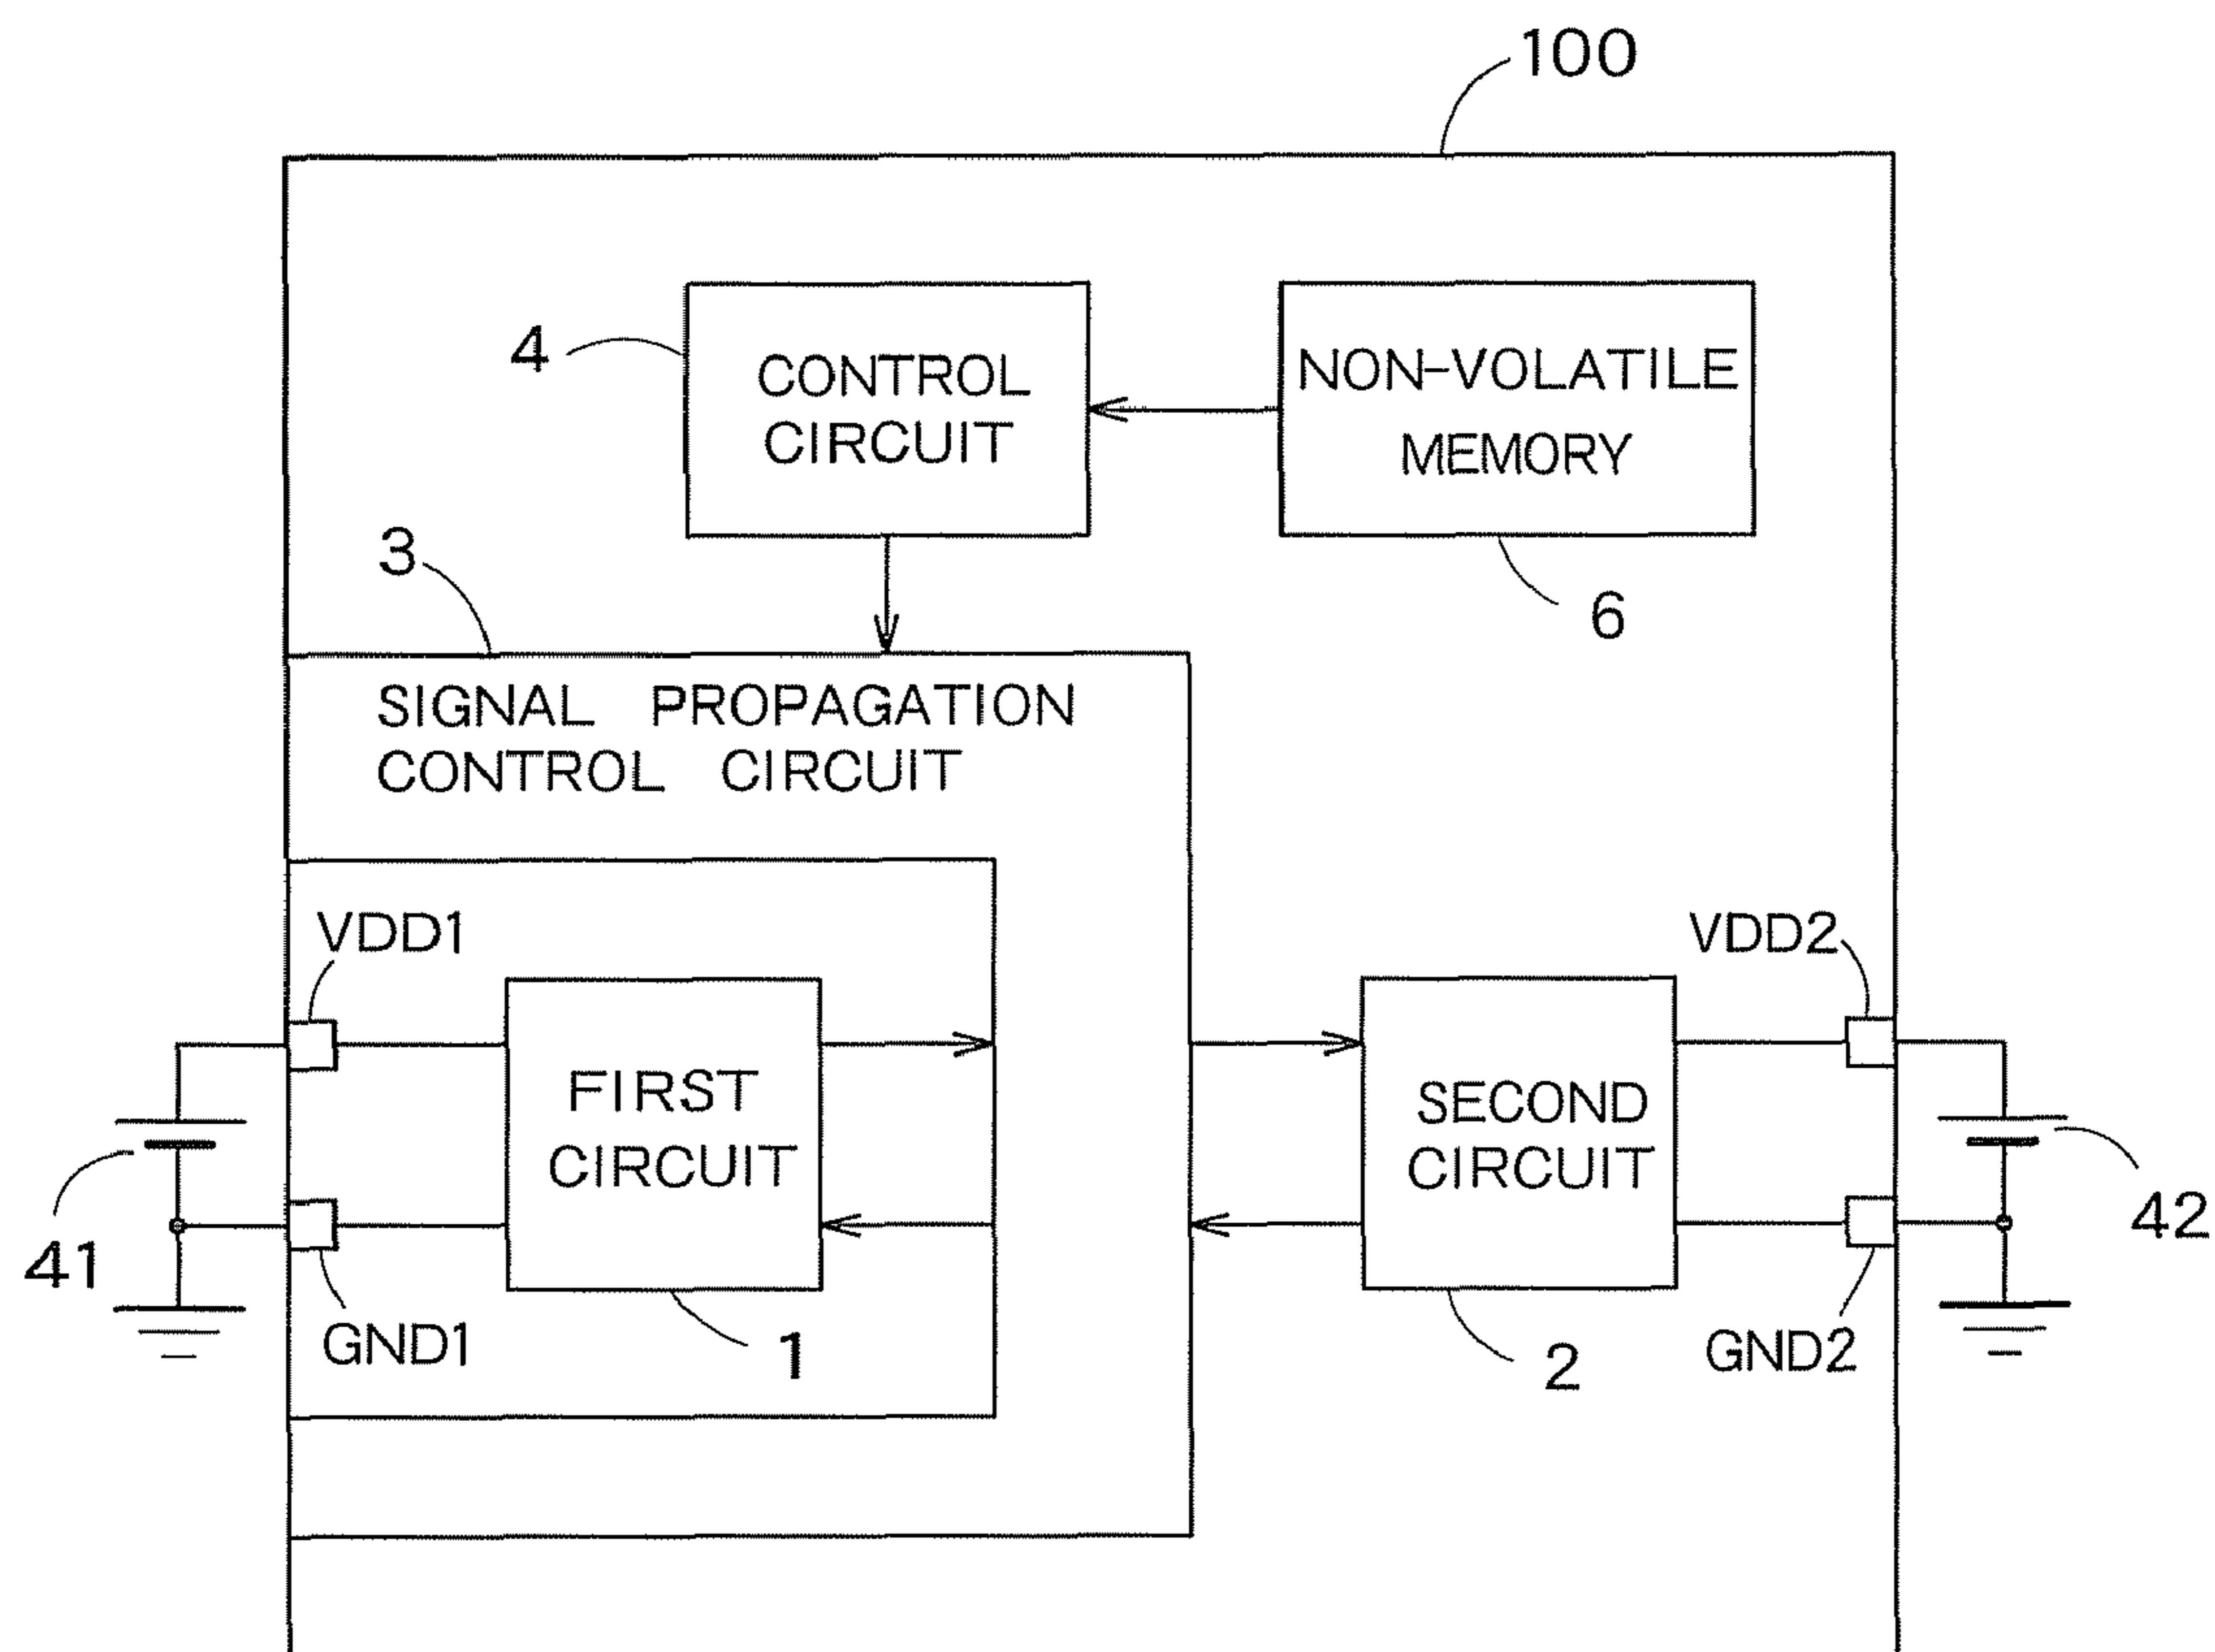 100
4
CONTROL
CIRCUIT
NON-VOLATILE
MEMORY
3
6
SIGNAL PROPAGATION
CONTROL CIRCUIT
VDD1
VDD2
FIRST
CIRCUIT
SECOND
CIRCUIT
41
42
GND1
1
2
GND2